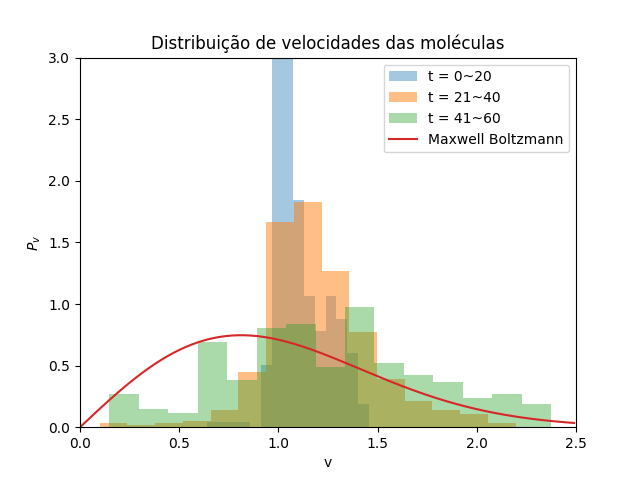 Distribuição de velocidades das moléculas
3.0
2.5
2.0
1.5
1.0
0.5
0.0
P_v
t = 0~20
t = 21~40
t = 41~60
Maxwell Boltzmann
0.0 0.5 1.0 1.5 2.0 2.5
v